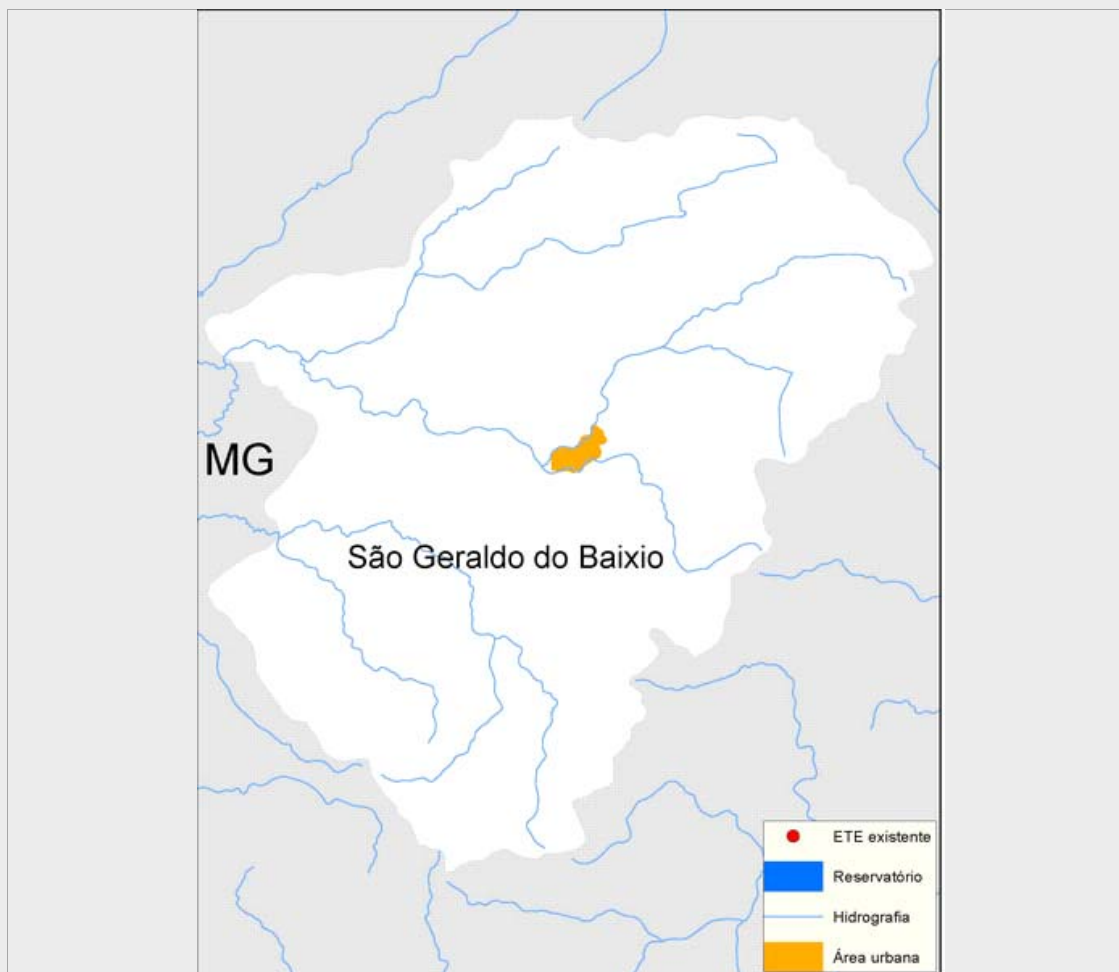 MG
São Geraldo do Baixio
ETE existente
Reservatório
Hidrografia
Área urbana